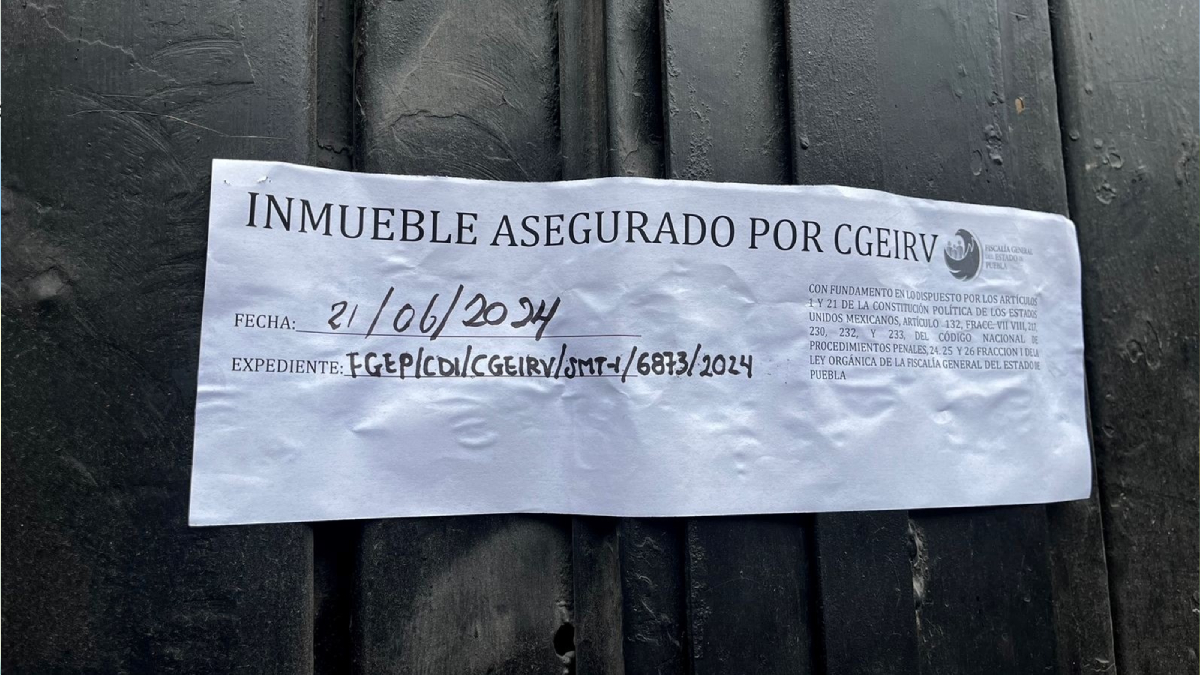 INMUEBLE ASEGURADO POR CGEIRV
FISCALÍA GENERAL
DEL ESTADO DE
PUEBLA
FECHA: 21/06/2024
EXPEDIENTE: FGEP/CDI/CGEIRV/SMT-I/6873/2024
CON FUNDAMENTO EN LO DISPUESTO POR LOS ARTÍCULOS
1 Y 21 DE LA CONSTITUCIÓN POLÍTICA DE LOS ESTADOS
UNIDOS MEXICANOS, ARTÍCULO 132, FRACC. VII VIII, 217,
230, 232, Y 233, DEL CÓDIGO NACIONAL DE
PROCEDIMIENTOS PENALES, 24, 25 Y 26 FRACCION I DE LA
LEY ORGÁNICA DE LA FISCALÍA GENERAL DEL ESTADO DE
PUEBLA